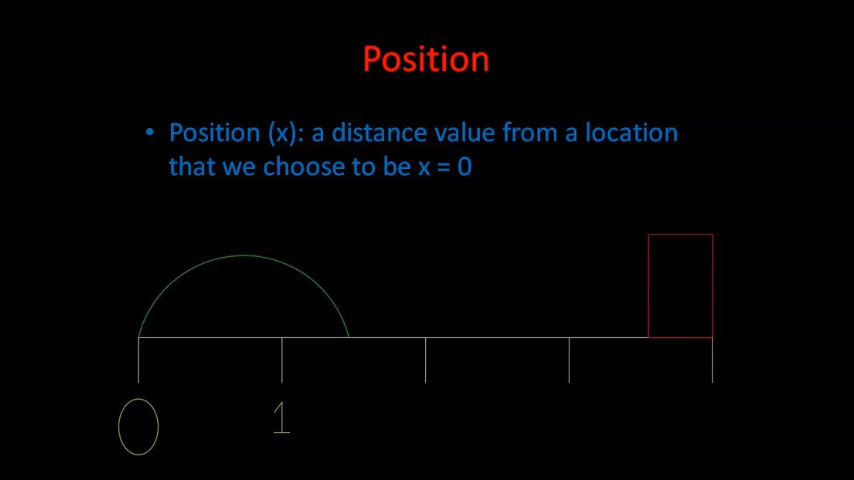 Position
• Position (x): a distance value from a location
that we choose to be x = 0
0 1